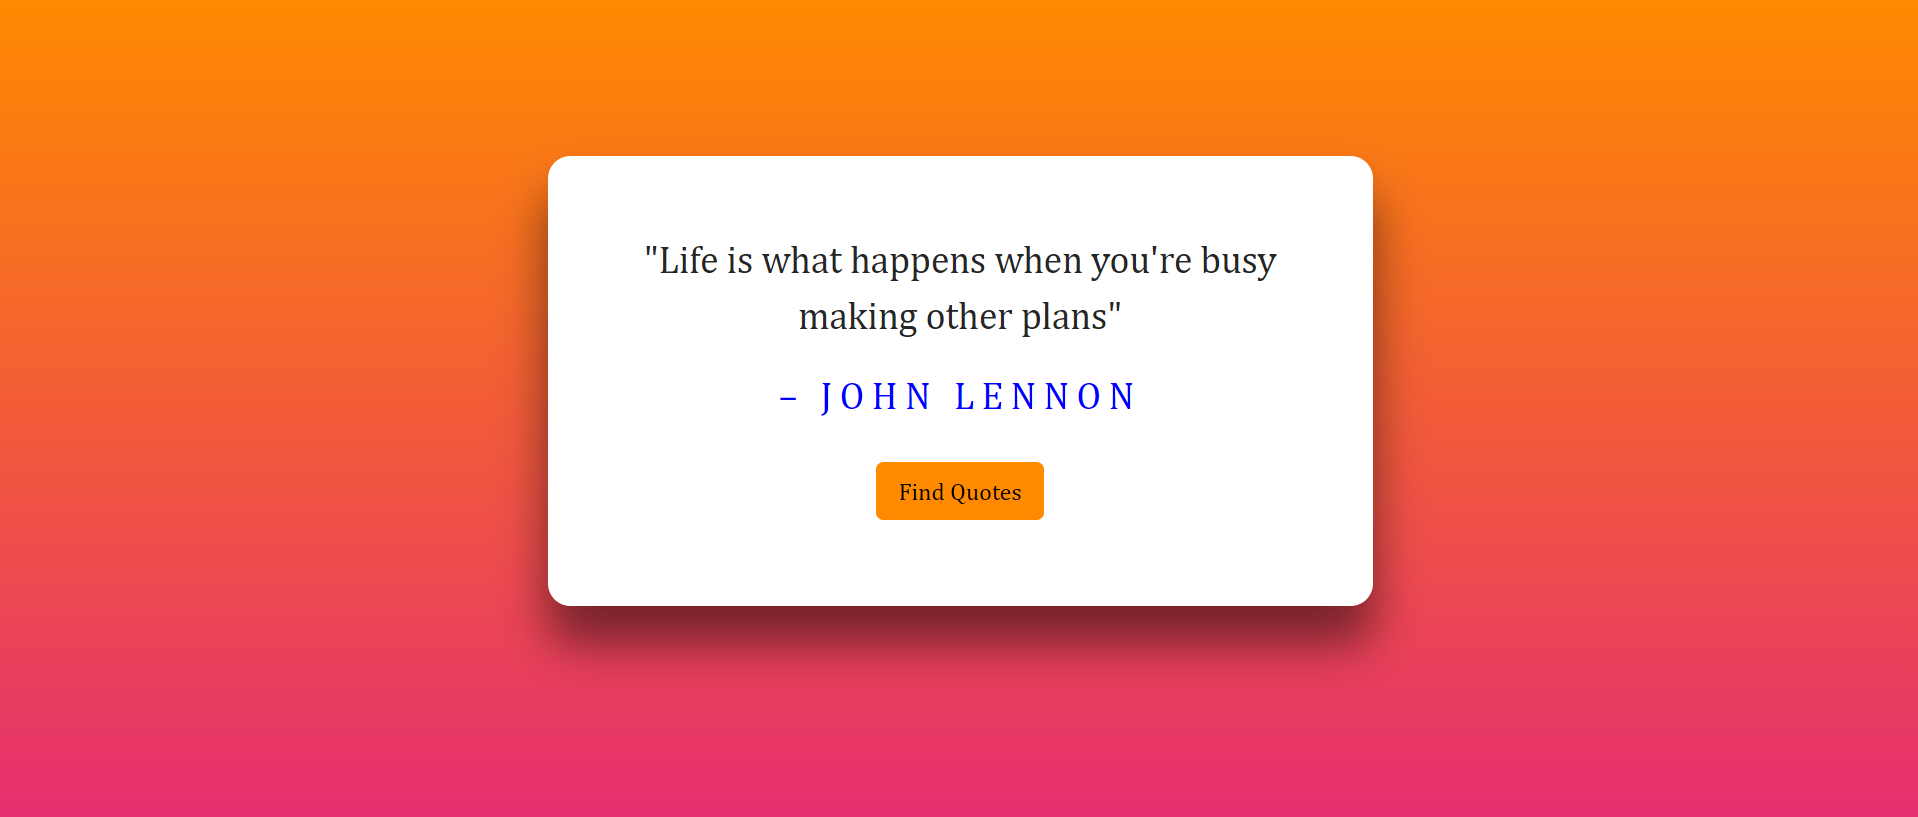 "Life is what happens when you're busy
making other plans"
– JOHN LENNON
Find Quotes